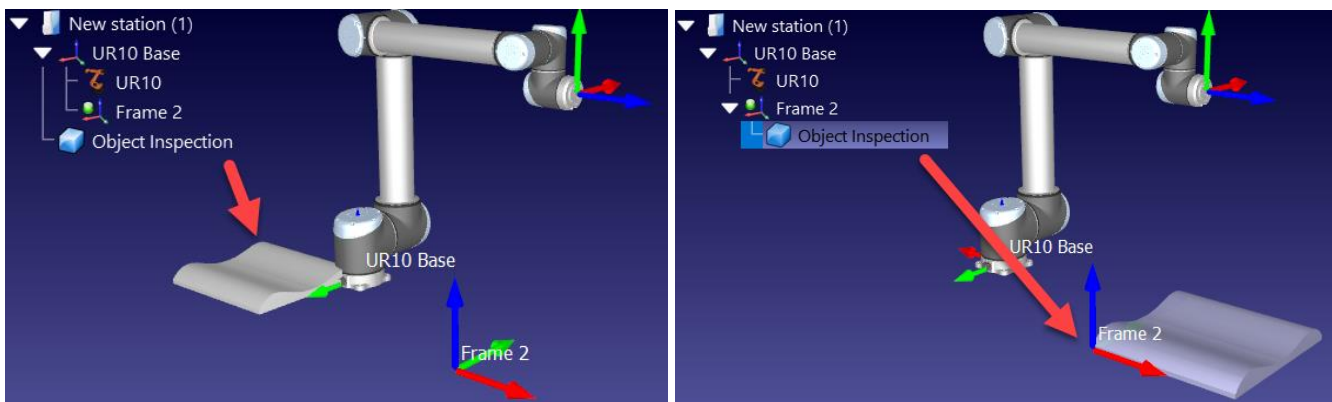 New station (1)
UR10 Base
UR10
Frame 2
Object Inspection
UR10 Base
Frame 2
New station (1)
UR10 Base
UR10
Frame 2
Object Inspection
UR10 Base
Frame 2